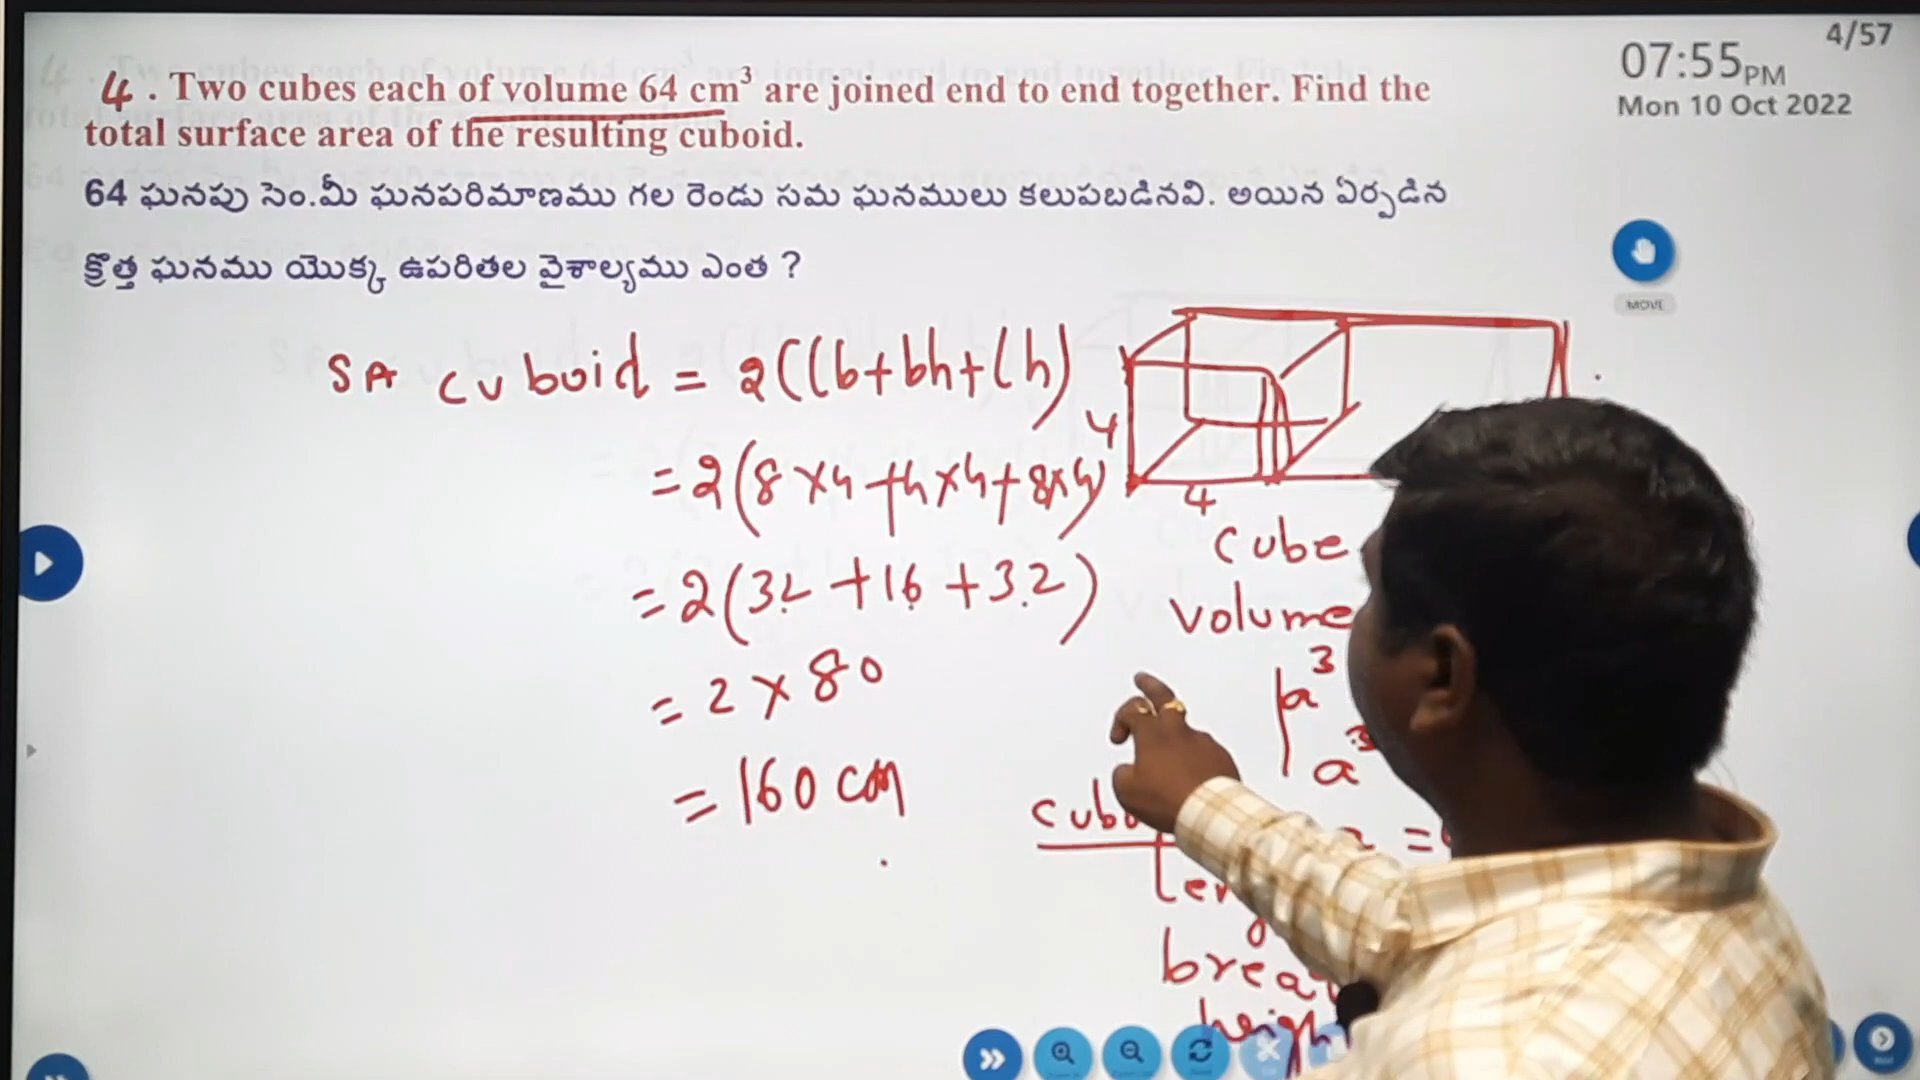 4/57
07:55PM
Mon 10 Oct 2022
4. Two cubes each of volume 64 cm³ are joined end to end together. Find the
total surface area of the resulting cuboid.
64 ఘనపు సెం.మీ ఘనపరిమాణము గల రెండు సమ ఘనములు కలుపబడినవి. అయిన ఏర్పడిన
క్రొత్త ఘనము యొక్క ఉపరితల వైశాల్యము ఎంత ?
MOVE
SA cuboid = 2(lb+bh+lh)
= 2(8×4+4×4+8×4)
= 2(32+16+32)
= 2×80
= 160 cm
4
4
cube
volume
a³
a³
=